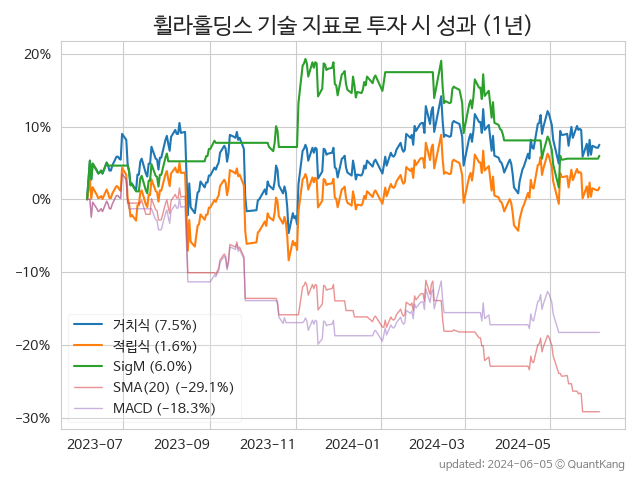 휠라홀딩스 기술 지표로 투자 시 성과 (1년)
20%
10%
0%
−10%
−20%
−30%
거치식 (7.5%)
적립식 (1.6%)
SigM (6.0%)
SMA(20) (−29.1%)
MACD (−18.3%)
2023-07 2023-09 2023-11 2024-01 2024-03 2024-05
updated: 2024-06-05 © QuantKang